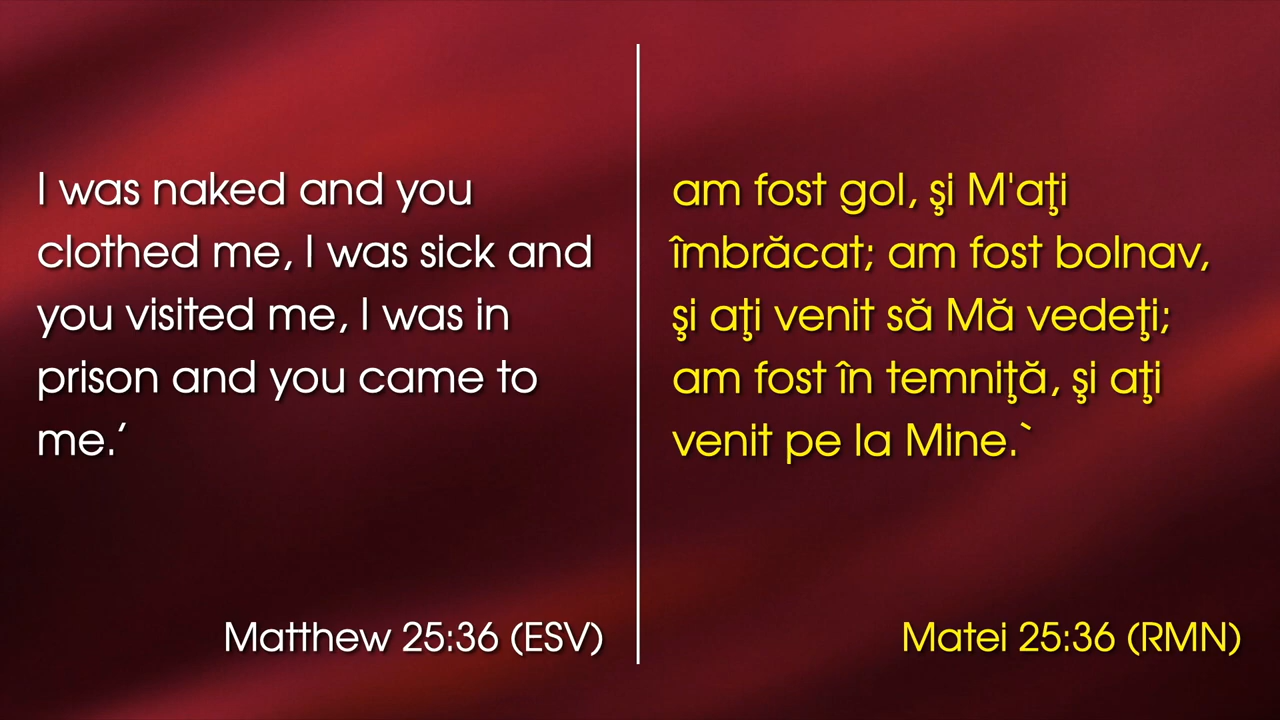 I was naked and you
clothed me, I was sick and
you visited me, I was in
prison and you came to
me.’
Matthew 25:36 (ESV)
am fost gol, şi M'aţi
îmbrăcat; am fost bolnav,
şi aţi venit să Mă vedeţi;
am fost în temniţă, şi aţi
venit pe la Mine.`
Matei 25:36 (RMN)